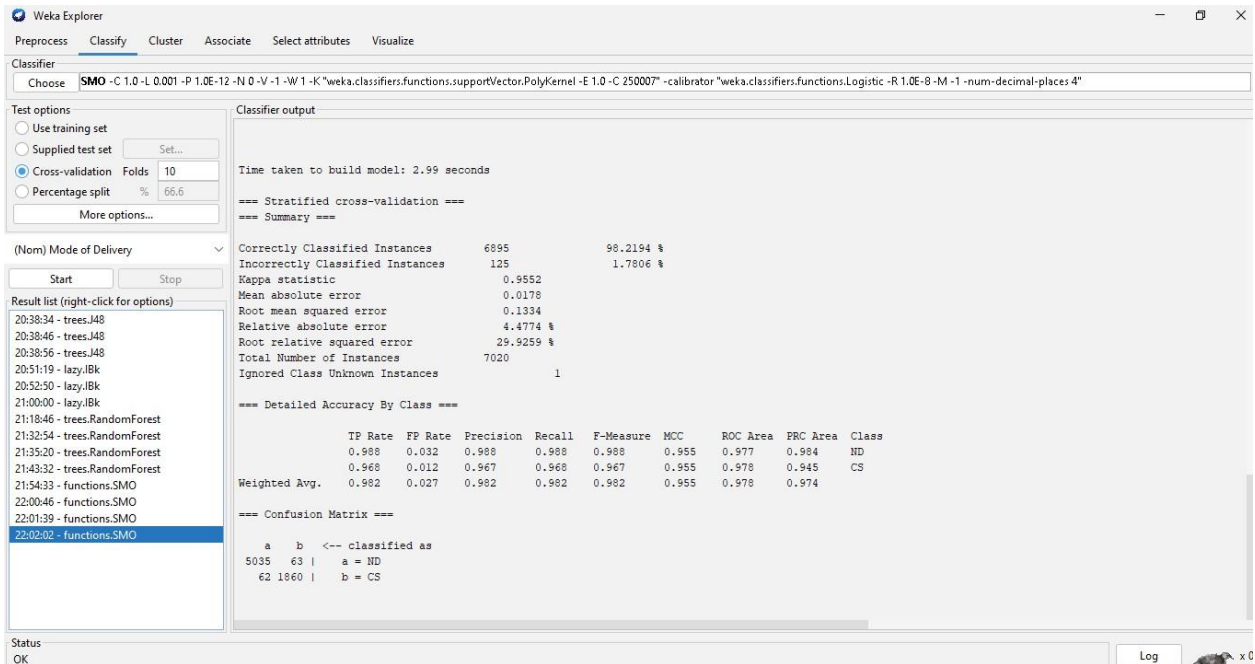 Weka Explorer
Preprocess Classify Cluster Associate Select attributes Visualize
Classifier
Choose SMO -C 1.0 -L 0.001 -P 1.0E-12 -N 0 -V -1 -W 1 -K "weka.classifiers.functions.supportVector.PolyKernel -E 1.0 -C 250007" -calibrator "weka.classifiers.functions.Logistic -R 1.0E-8 -M -1 -num-decimal-places 4"
Test options
Use training set
Supplied test set Set...
Cross-validation Folds 10
Percentage split % 66.6
More options...
(Nom) Mode of Delivery
Start Stop
Result list (right-click for options)
20:38:34 - trees.J48
20:38:46 - trees.J48
20:38:56 - trees.J48
20:51:19 - lazy.IBk
20:52:50 - lazy.IBk
21:00:00 - lazy.IBk
21:18:46 - trees.RandomForest
21:32:54 - trees.RandomForest
21:35:20 - trees.RandomForest
21:43:32 - trees.RandomForest
21:54:33 - functions.SMO
22:00:46 - functions.SMO
22:01:39 - functions.SMO
22:02:02 - functions.SMO
Classifier output
Time taken to build model: 2.99 seconds
=== Stratified cross-validation ===
=== Summary ===
Correctly Classified Instances 6895 98.2194 %
Incorrectly Classified Instances 125 1.7806 %
Kappa statistic 0.9552
Mean absolute error 0.0178
Root mean squared error 0.1334
Relative absolute error 4.4774 %
Root relative squared error 29.9259 %
Total Number of Instances 7020
Ignored Class Unknown Instances 1
=== Detailed Accuracy By Class ===
TP Rate FP Rate Precision Recall F-Measure MCC ROC Area PRC Area Class
0.988 0.032 0.988 0.988 0.988 0.955 0.977 0.984 ND
0.968 0.012 0.967 0.968 0.967 0.955 0.978 0.945 CS
Weighted Avg. 0.982 0.027 0.982 0.982 0.982 0.955 0.978 0.974
=== Confusion Matrix ===
a b <-- classified as
5035 63 | a = ND
62 1860 | b = CS
Status
OK
Log x 0